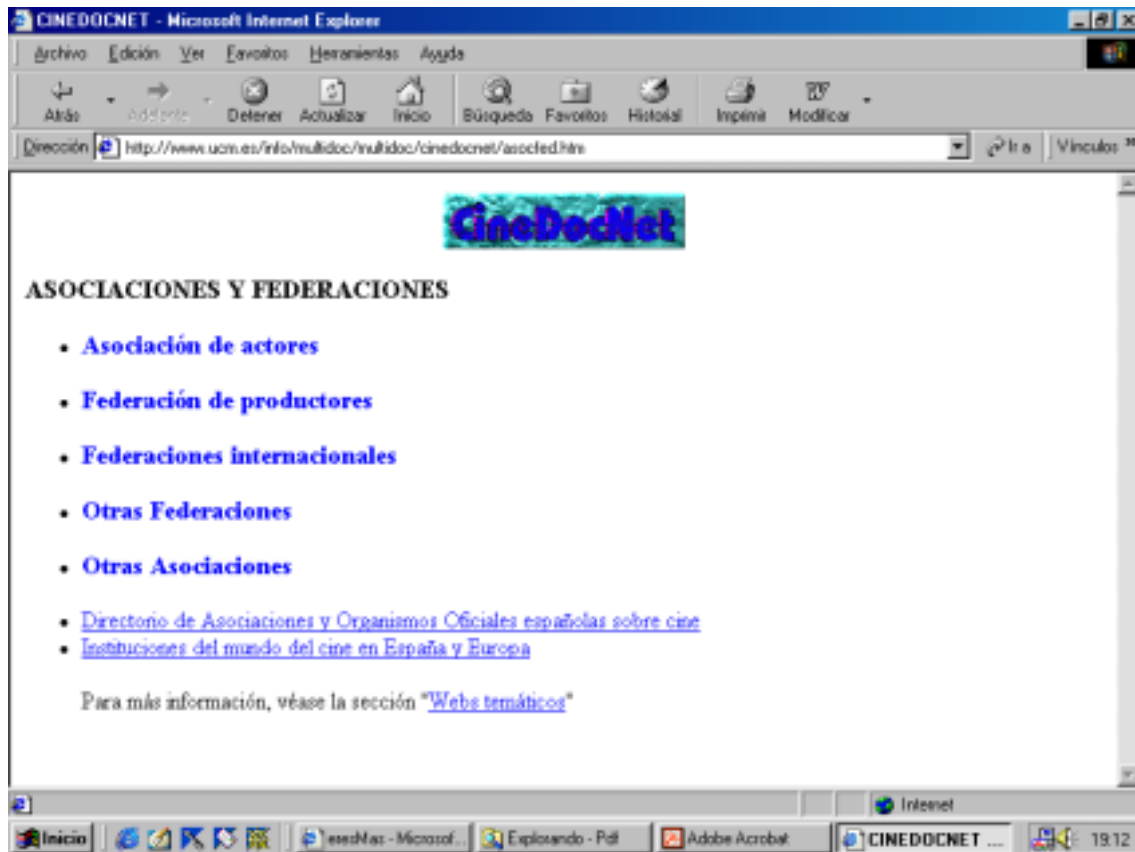 CINEDOCNET - Microsoft Internet Explorer
Archivo Edición Ver Favoritos Herramientas Ayuda
Atrás Adelante Detener Actualizar Inicio Búsqueda Favoritos Historial Imprimir Modificar
Dirección http://www.ucm.es/info/multidoc/multidoc/cinedocnet/asocfed.htm Ir a Vínculos »
CineDocNet
ASOCIACIONES Y FEDERACIONES
• Asociación de actores
• Federación de productores
• Federaciones internacionales
• Otras Federaciones
• Otras Asociaciones
• Directorio de Asociaciones y Organismos Oficiales españolas sobre cine
• Instituciones del mundo del cine en España y Europa
Para más información, véase la sección "Webs temáticos"
Internet
Inicio - Microsof... Explorando - Pdf Adobe Acrobat CINEDOCNET ... 19:12